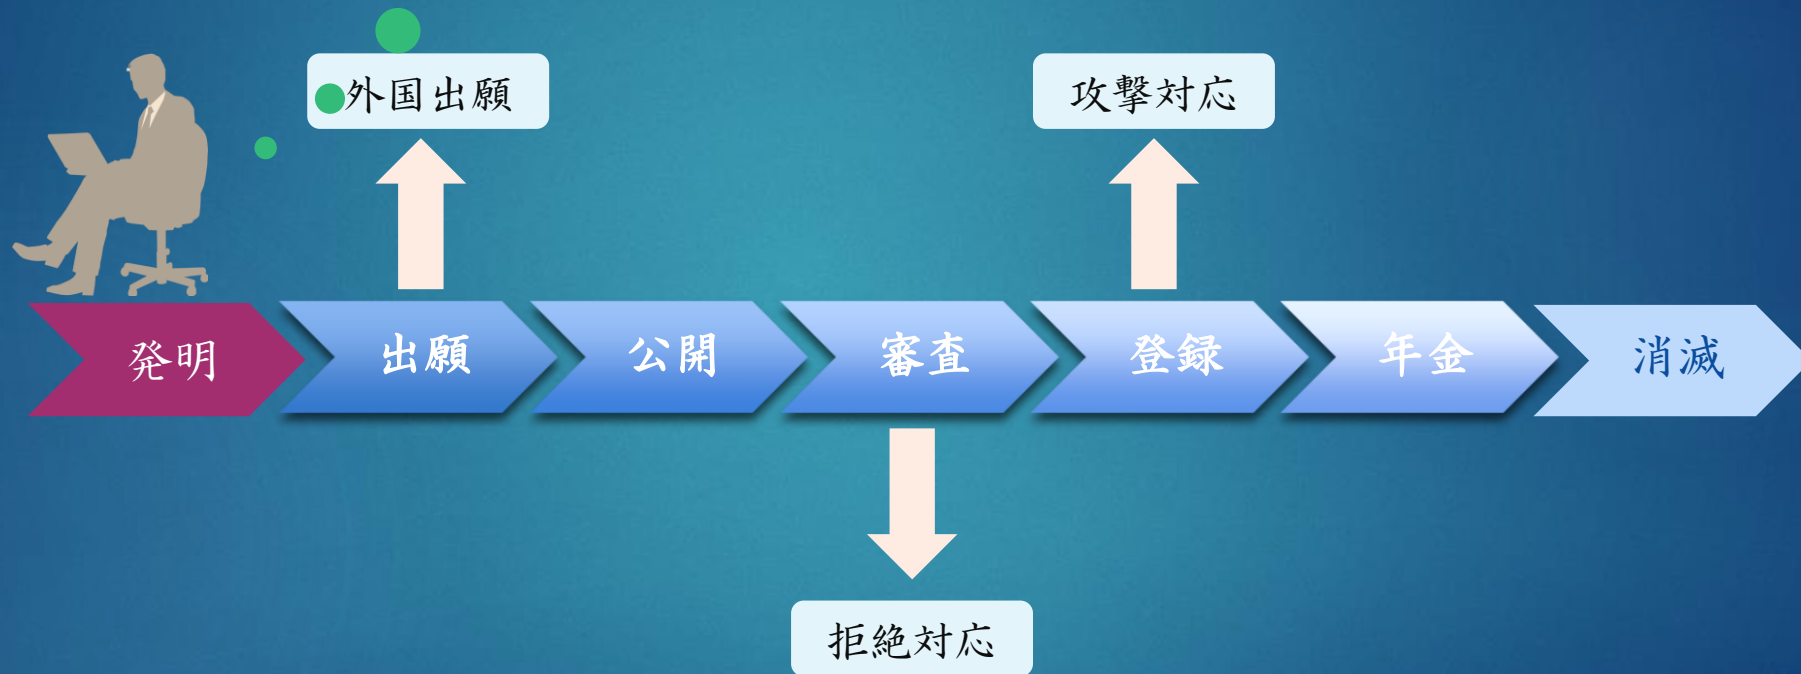 外国出願
攻撃対応
発明
出願
公開
審査
登録
年金
消滅
拒絶対応